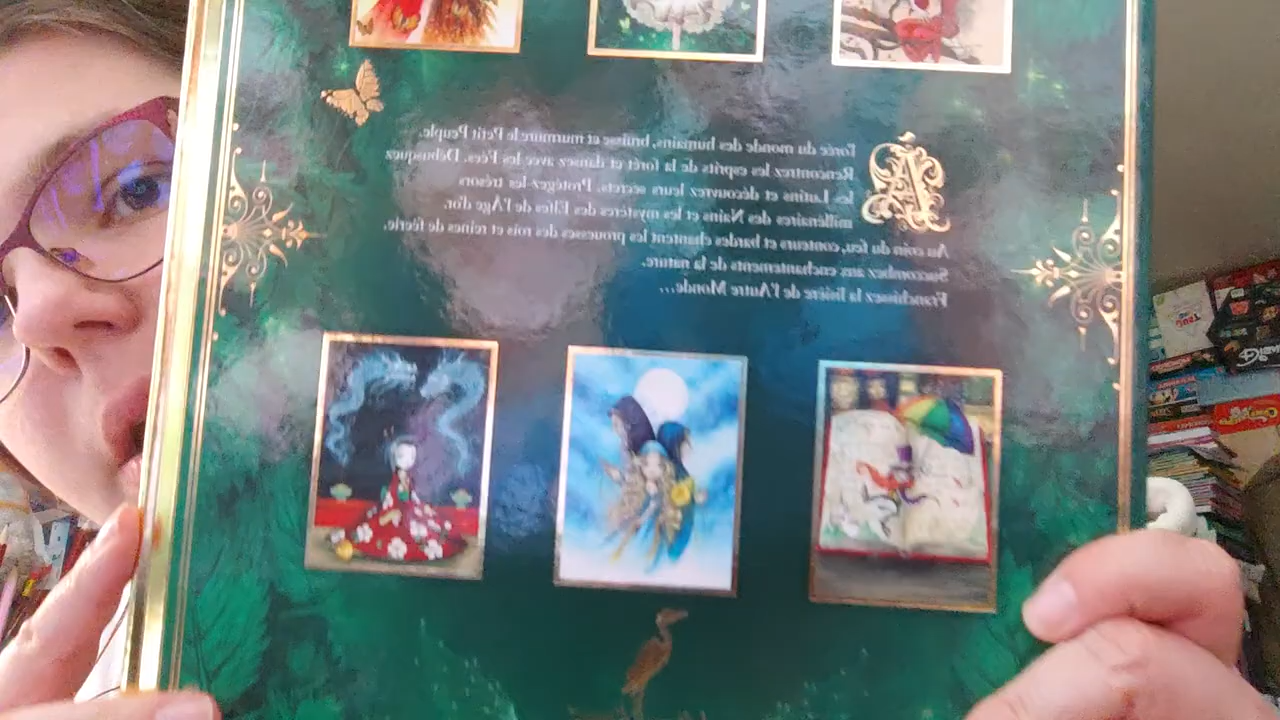 A l'orée du monde des humains, bruisse et murmure le Petit Peuple.
Rencontrez les esprits de la forêt et dansez avec les Fées. Débusquez
les Lutins et découvrez leurs secrets. Protégez les trésors
millénaires des Nains et les mystères des Elfes de l'Âge d'or.
Au coin du feu, conteurs et bardes chantent les prouesses des rois et reines de féerie.
Succombez aux enchantements de la nature.
Franchissez la lisière de l'Autre Monde...
Disney